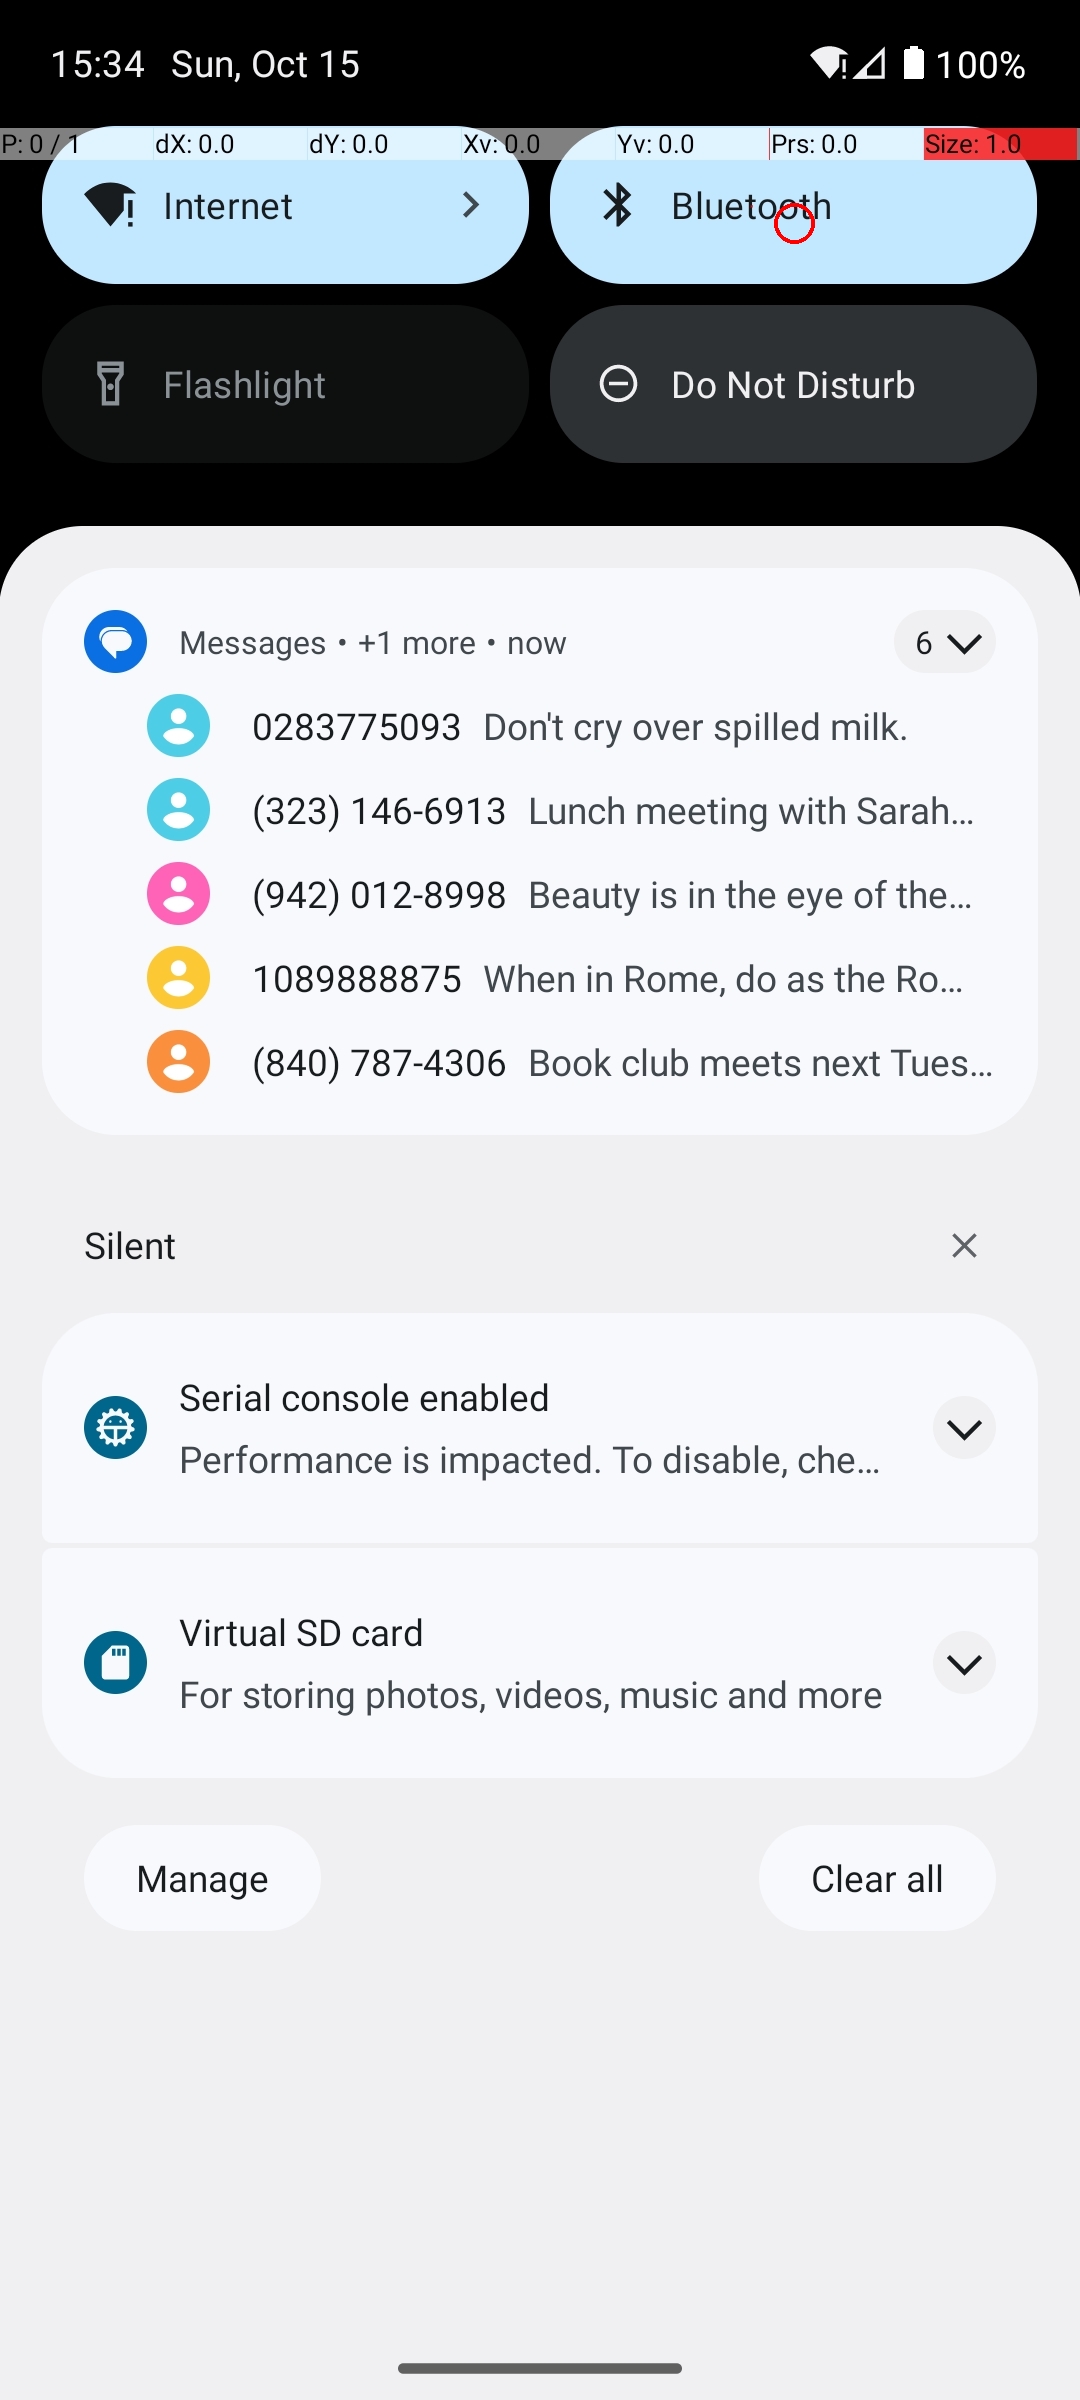 15:34 Sun, Oct 15 100%
P: 0 / 1 dX: 0.0 dY: 0.0 Xv: 0.0 Yv: 0.0 Prs: 0.0 Size: 1.0
Internet Bluetooth
Flashlight Do Not Disturb
Messages • +1 more • now 6
0283775093 Don't cry over spilled milk.
(323) 146-6913 Lunch meeting with Sarah...
(942) 012-8998 Beauty is in the eye of the...
1089888875 When in Rome, do as the Ro...
(840) 787-4306 Book club meets next Tues...
Silent
Serial console enabled
Performance is impacted. To disable, che...
Virtual SD card
For storing photos, videos, music and more
Manage Clear all